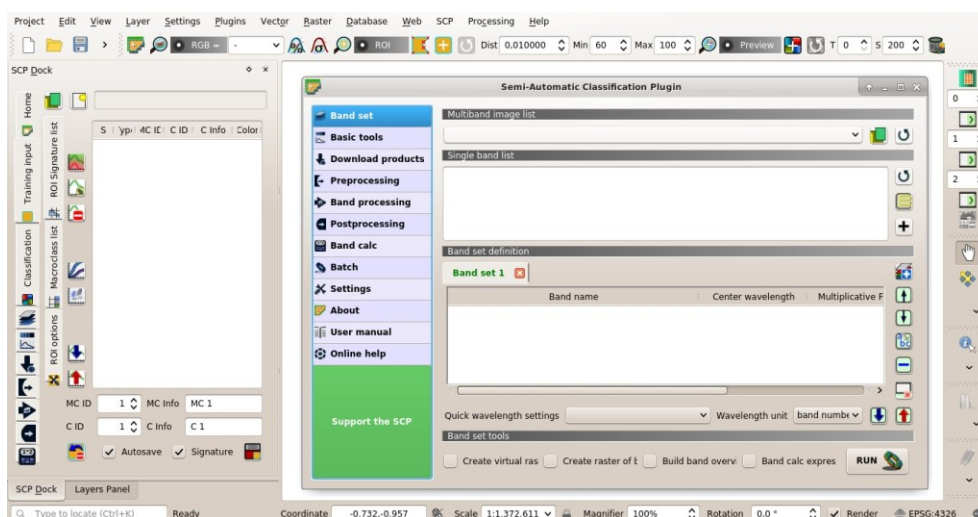 Project Edit View Layer Settings Plugins Vector Raster Database Web SCP Processing Help
RGB = - ROI Dist 0.010000 Min 60 Max 100 Preview T 0 S 200
SCP Dock
Semi-Automatic Classification Plugin
Home
Training input
Classification
ROI Signature list
Macroclass list
ROI options
S C ID C Info Color
MC ID 1 MC Info MC 1
C ID 1 C Info C 1
Autosave Signature
SCP Dock Layers Panel
Band set
Basic tools
Download products
Preprocessing
Band processing
Postprocessing
Band calc
Batch
Settings
About
User manual
Online help
Support the SCP
Multiband image list
Single band list
Band set definition
Band set 1
Band name Center wavelength Multiplicative F
Quick wavelength settings Wavelength unit band numbe
Band set tools
Create virtual ras Create raster of b Build band overvi Band calc expres RUN
0
1
2
Type to locate (Ctrl+K) Ready Coordinate -0.732,-0.957 Scale 1:1.372.611 Magnifier 100% Rotation 0.0 ° Render EPSG:4326